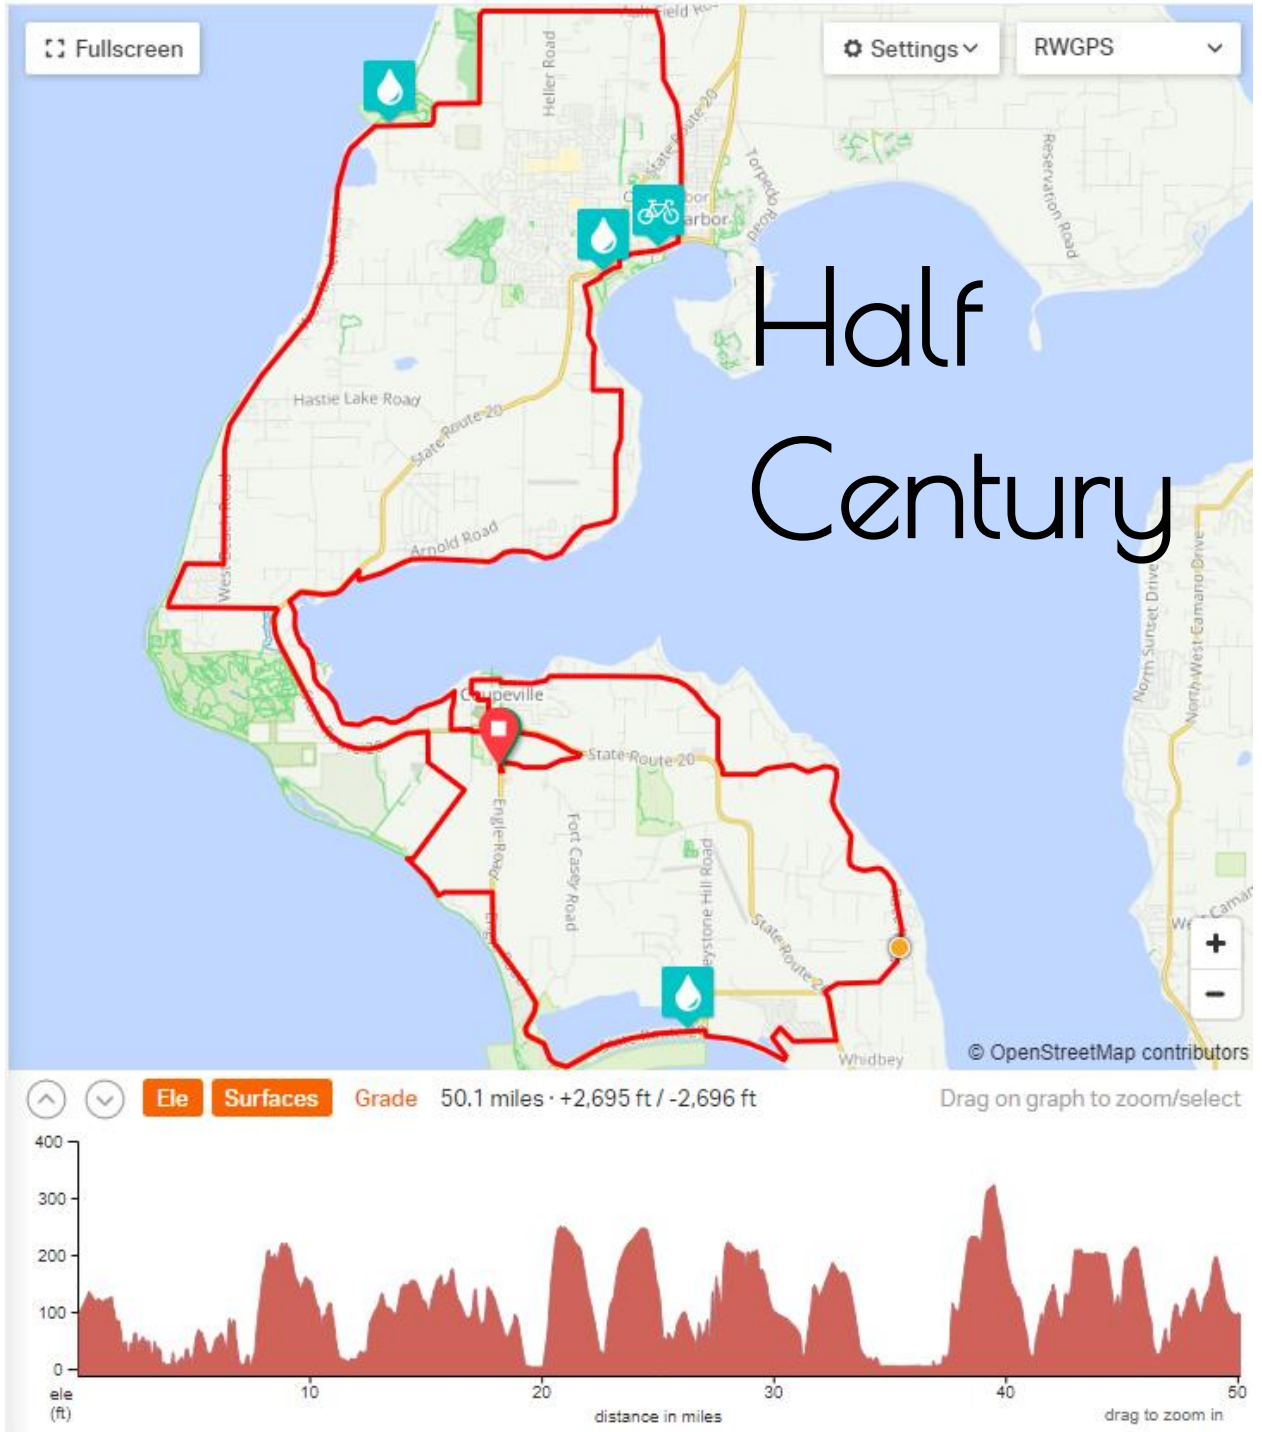 Fullscreen
Settings
RWGPS
Heller Road
State Route 20
Torpedo Road
Reservation Road
Half
Hastie Lake Road
State Route 20
Century
Arnold Road
North Sunset Drive
North West Camano Drive
Coupeville
State Route 20
Engle Road
Fort Casey Road
State Route 20
+
−
Whidbey
© OpenStreetMap contributors
Ele
Surfaces
Grade
50.1 miles · +2,695 ft / -2,696 ft
Drag on graph to zoom/select
400
300
200
100
0
ele
(ft)
10
20
30
40
50
distance in miles
drag to zoom in